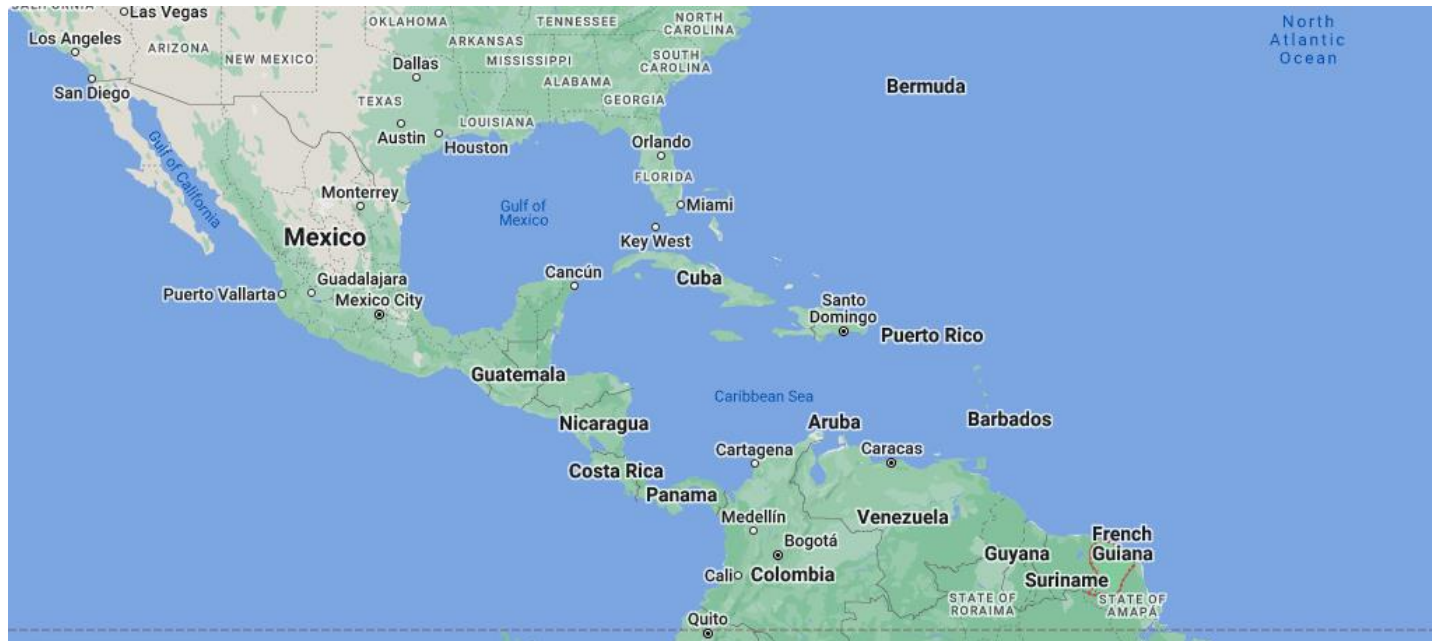 CALIFORNIA
Las Vegas
Los Angeles
ARIZONA
NEW MEXICO
San Diego
OKLAHOMA
TENNESSEE
NORTH
CAROLINA
ARKANSAS
MISSISSIPPI
SOUTH
CAROLINA
Dallas
ALABAMA
GEORGIA
TEXAS
LOUISIANA
Austin
Houston
Orlando
FLORIDA
Miami
Key West
Bermuda
North
Atlantic
Ocean
Gulf of California
Monterrey
Mexico
Gulf of
Mexico
Guadalajara
Puerto Vallarta
Mexico City
Cancún
Cuba
Santo
Domingo
Puerto Rico
Guatemala
Caribbean Sea
Nicaragua
Aruba
Barbados
Costa Rica
Cartagena
Caracas
Panama
Medellín
Venezuela
Bogotá
French
Guiana
Guyana
Cali
Colombia
Suriname
STATE OF
RORAIMA
STATE OF
AMAPÁ
Quito